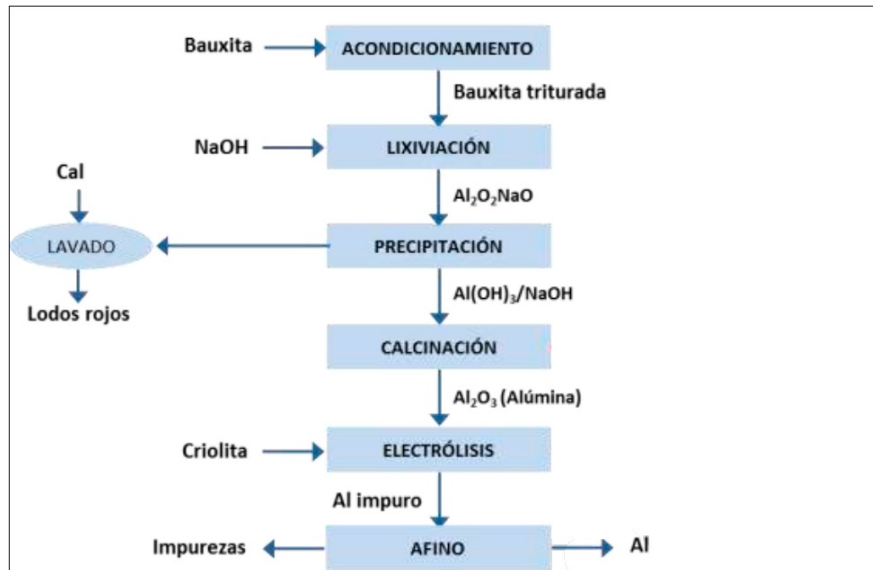 Bauxita
ACONDICIONAMIENTO
Bauxita triturada
NaOH
LIXIVIACIÓN
Cal
Al₂O₂NaO
LAVADO
PRECIPITACIÓN
Lodos rojos
Al(OH)₃/NaOH
CALCINACIÓN
Al₂O₃ (Alúmina)
Criolita
ELECTRÓLISIS
Al impuro
Impurezas
AFINO
Al